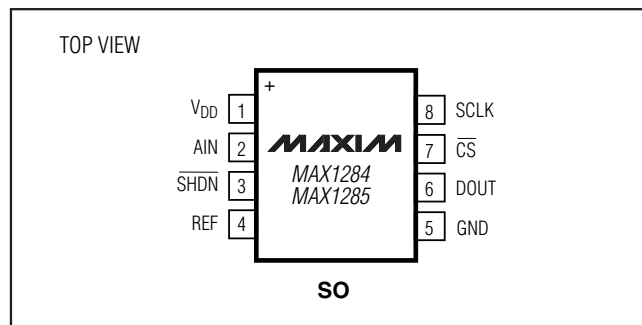 TOP VIEW
+
VDD 1
AIN 2
SHDN 3
REF 4
MAXIM
MAX1284
MAX1285
8 SCLK
7 CS
6 DOUT
5 GND
SO